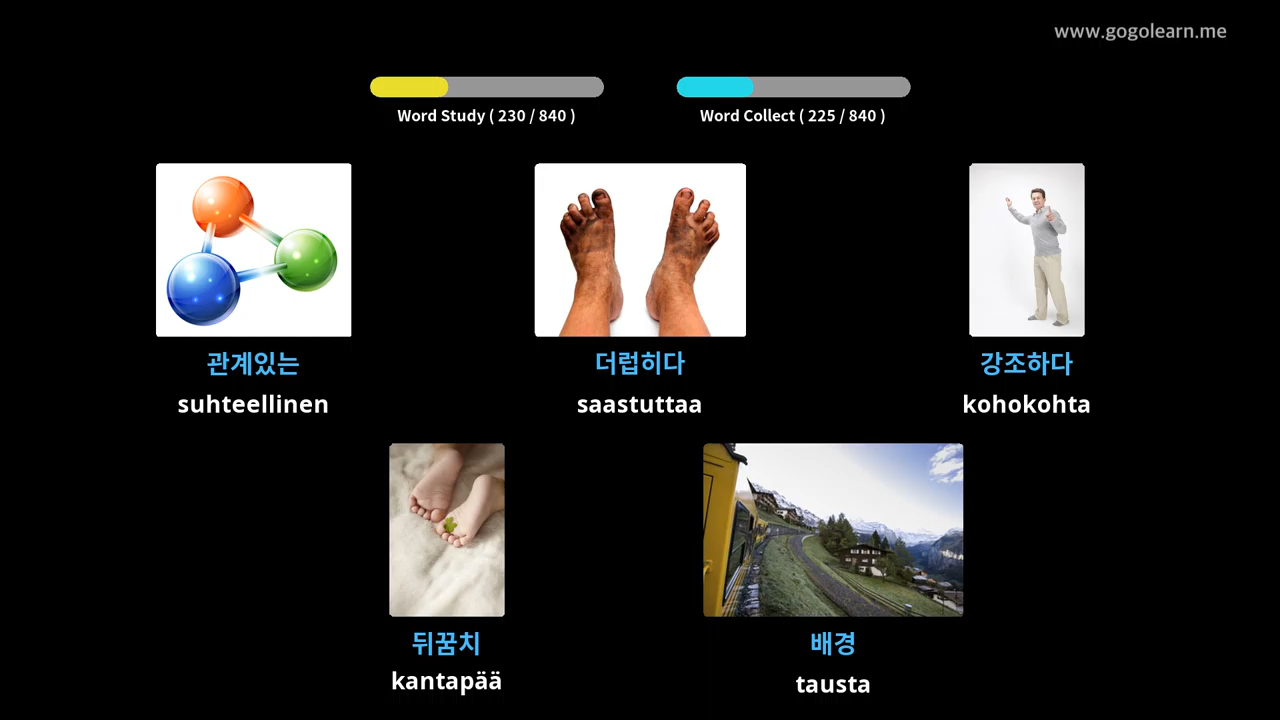 www.gogolearn.me
Word Study ( 230 / 840 )
Word Collect ( 225 / 840 )
관계있는
더럽히다
강조하다
suhteellinen
saastuttaa
kohokohta
뒤꿈치
배경
kantapää
tausta